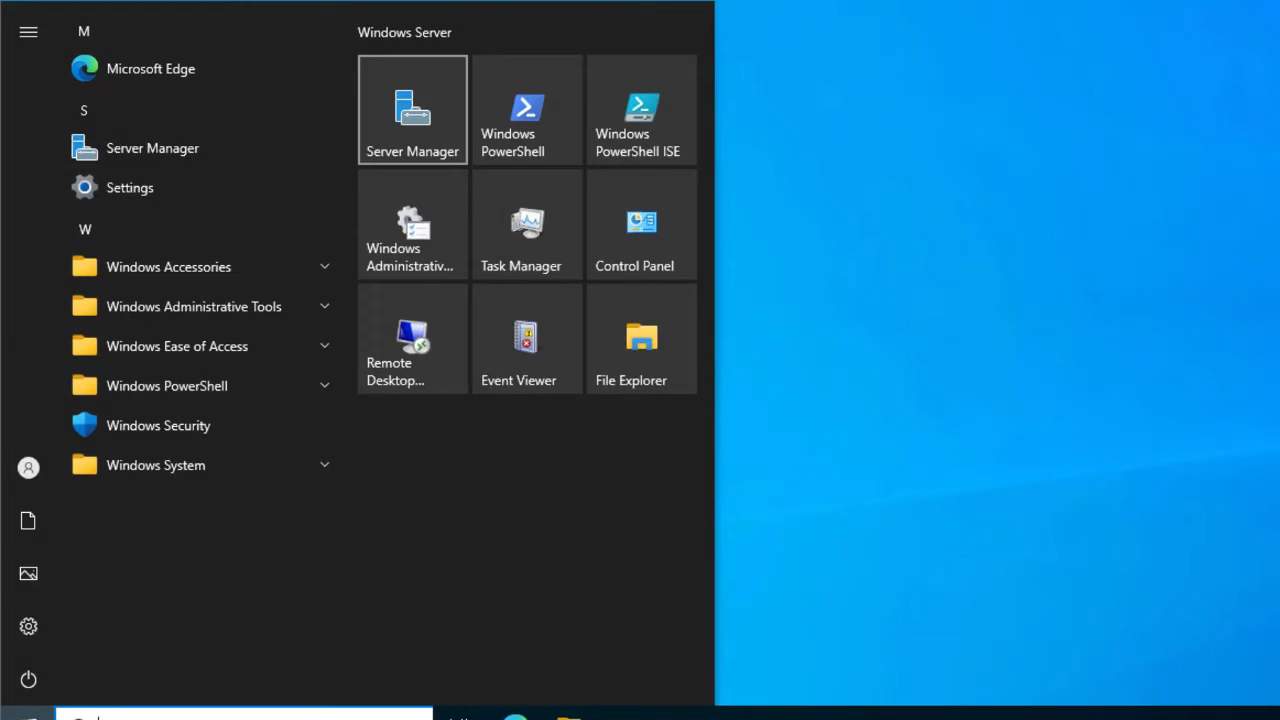 M
Microsoft Edge
S
Server Manager
Settings
W
Windows Accessories
Windows Administrative Tools
Windows Ease of Access
Windows PowerShell
Windows Security
Windows System
Windows Server
Server Manager
Windows
PowerShell
Windows
PowerShell ISE
Windows
Administrativ...
Task Manager
Control Panel
Remote
Desktop...
Event Viewer
File Explorer